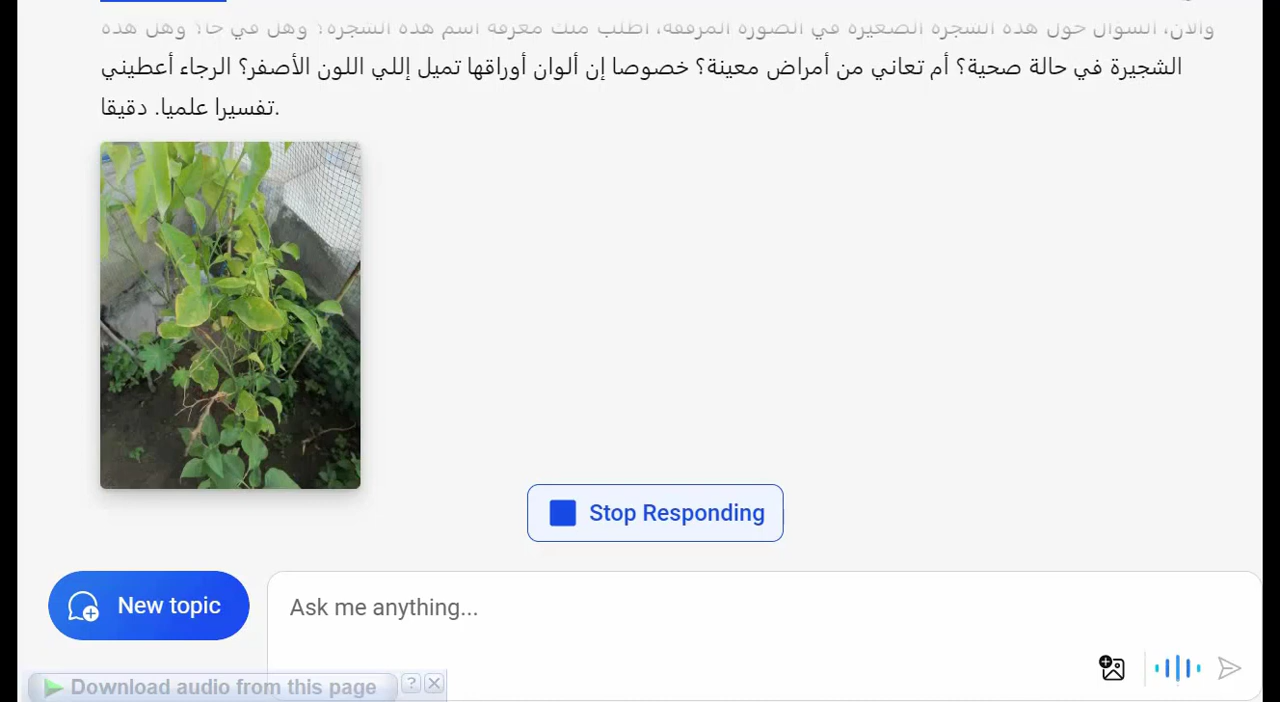 والآن، السؤال حول هذه الشجرة الصغيرة في الصورة المرفقة، أطلب منك معرفة اسم هذه الشجرة؟ وهل في حا؟ وهل هذه
الشجيرة في حالة صحية؟ أم تعاني من أمراض معينة؟ خصوصا إن ألوان أوراقها تميل إللي اللون الأصفر؟ الرجاء أعطيني
تفسيرا علميا. دقيقا.
Stop Responding
New topic
Ask me anything...
Download audio from this page
?